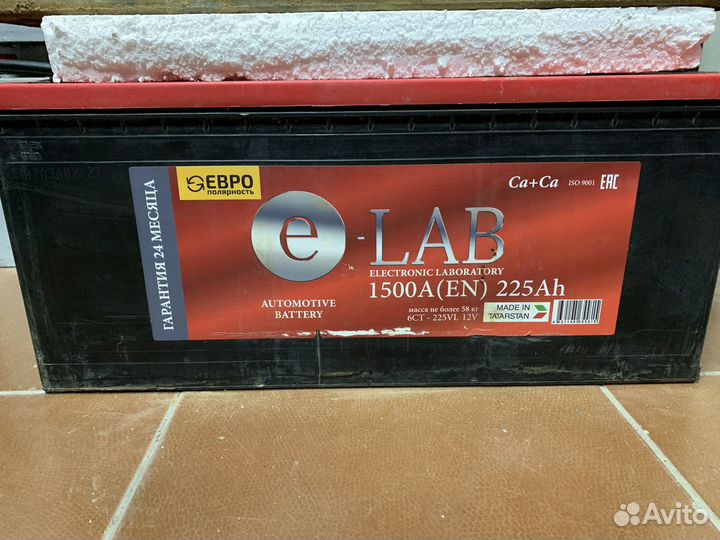 ГАРАНТИЯ 24 МЕСЯЦА
ЕВРО
ПОЛЯРНОСТЬ
Ca+Ca ISO 9001 EAC
e-LAB
ELECTRONIC LABORATORY
1500A(EN) 225Ah
AUTOMOTIVE
BATTERY
масса не более 58 кг
6СТ - 225VL 12V
MADE IN
TATARSTAN
Avito